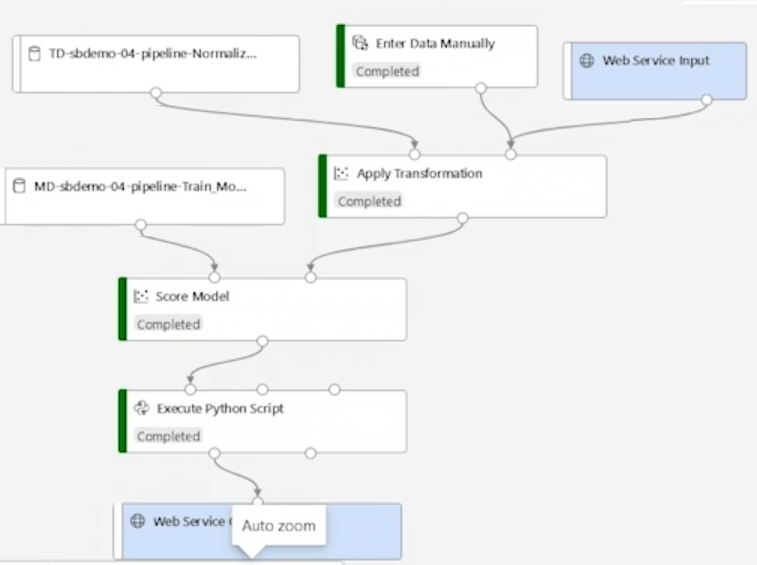 TD-sbdemo-04-pipeline-Normaliz...
Enter Data Manually
Completed
Web Service Input
MD-sbdemo-04-pipeline-Train_Mo...
Apply Transformation
Completed
Score Model
Completed
Execute Python Script
Completed
Web Service
Auto zoom